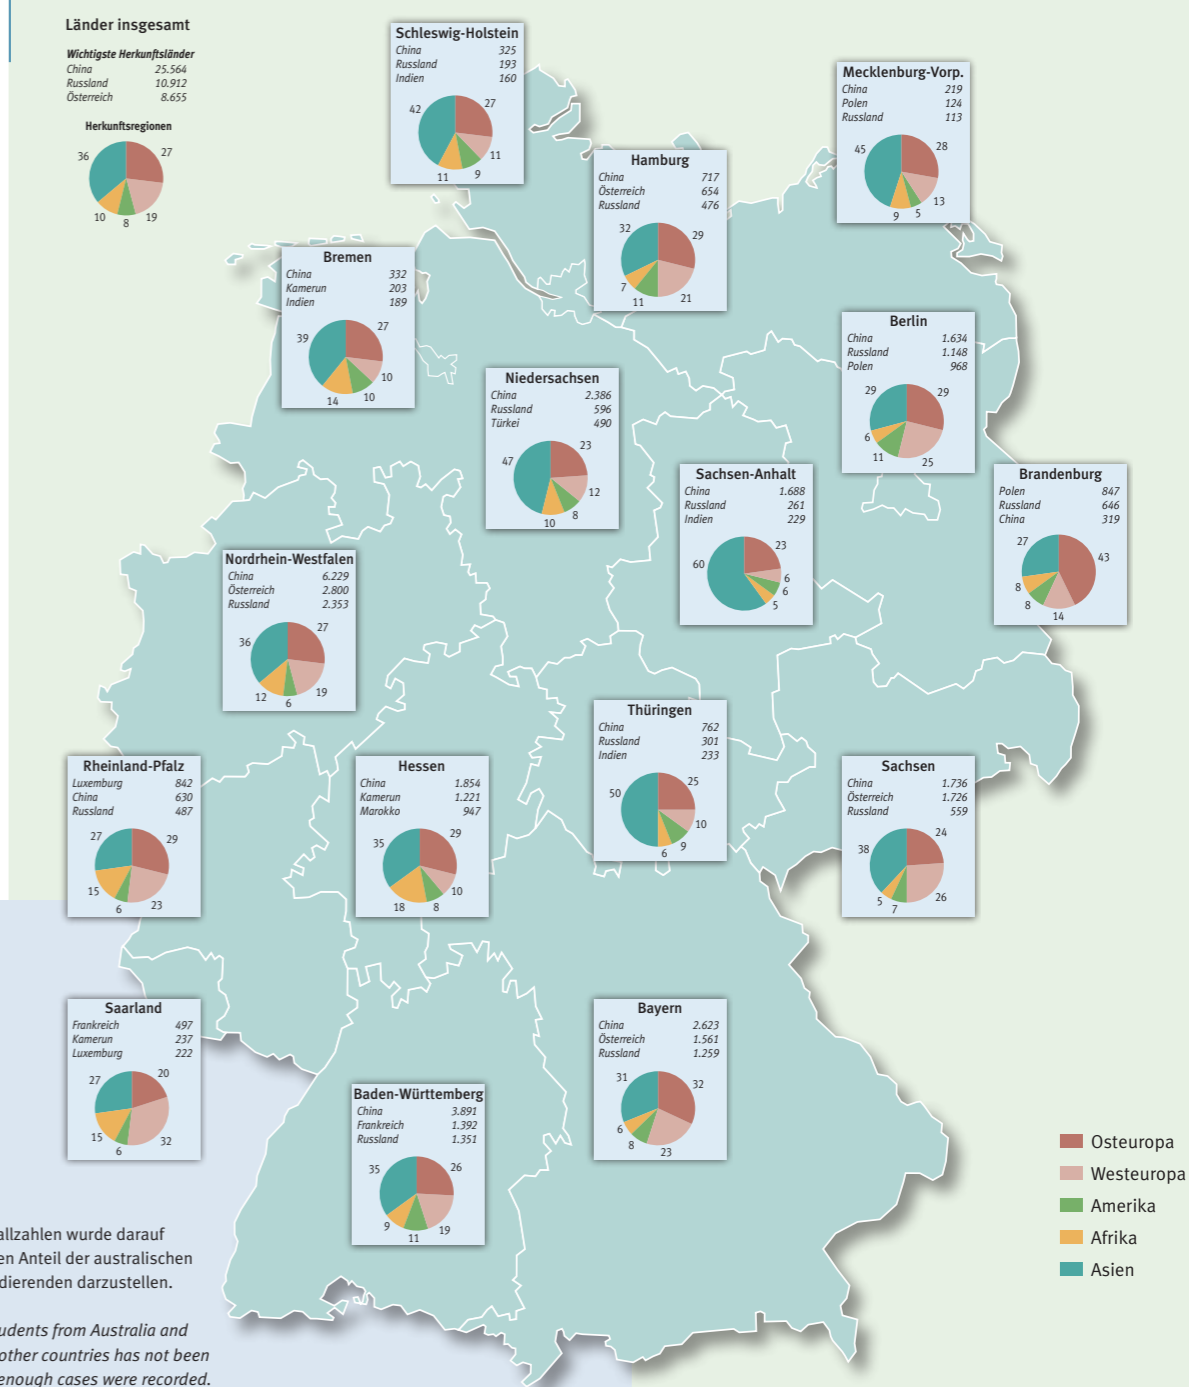 Länder insgesamt
Wichtigste Herkunftsländer
China 25.564
Russland 10.912
Österreich 8.655
Herkunftsregionen
36 27
10 8 19
Schleswig-Holstein
China 325
Russland 193
Indien 160
42 27
11
11 9
Mecklenburg-Vorp.
China 219
Polen 124
Russland 113
45 28
13
9 5
Hamburg
China 717
Österreich 654
Russland 476
32 29
7
11 21
Bremen
China 332
Kamerun 203
Indien 189
39 27
10
14 10
Berlin
China 1.634
Russland 1.148
Polen 968
29 29
6
11 25
Niedersachsen
China 2.386
Russland 596
Türkei 490
47 23
12
10 8
Sachsen-Anhalt
China 1.688
Russland 261
Indien 229
60 23
6
6
5
Brandenburg
Polen 847
Russland 646
China 319
27 43
8
8 14
Nordrhein-Westfalen
China 6.229
Österreich 2.800
Russland 2.353
36 27
12 6 19
Thüringen
China 762
Russland 301
Indien 233
50 25
10
6 9
Rheinland-Pfalz
Luxemburg 842
China 630
Russland 487
27 29
15
6 23
Hessen
China 1.854
Kamerun 1.221
Marokko 947
35 29
10
18 8
Sachsen
China 1.736
Österreich 1.726
Russland 559
38 24
5 7 26
Saarland
Frankreich 497
Kamerun 237
Luxemburg 222
27 20
15
6 32
Bayern
China 2.623
Österreich 1.561
Russland 1.259
31 32
6
8 23
Baden-Württemberg
China 3.891
Frankreich 1.392
Russland 1.351
35 26
9 11 19
Osteuropa
Westeuropa
Amerika
Afrika
Asien
allzahlen wurde darauf
en Anteil der australischen
dierenden darzustellen.
udents from Australia and
other countries has not been
enough cases were recorded.